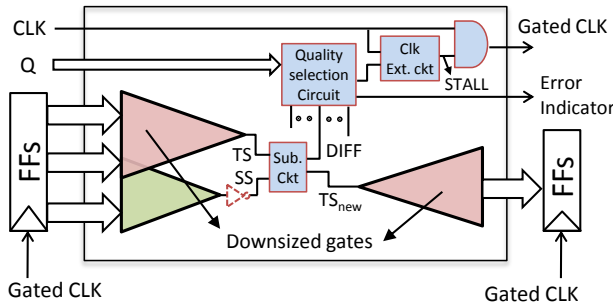 CLK
Gated CLK
Q
Quality
selection
Circuit
Clk
Ext. ckt
STALL
Error
Indicator
FFs
TS
SS
Sub.
Ckt
DIFF
TSnew
FFs
Downsized gates
Gated CLK
Gated CLK